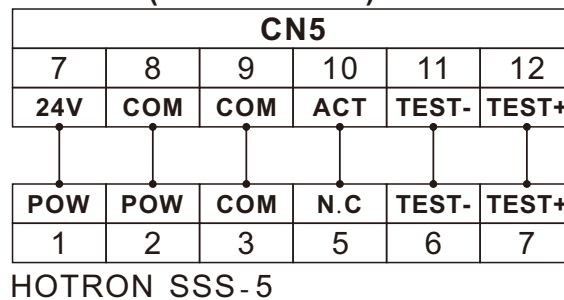 CN5
7 8 9 10 11 12
24V COM COM ACT TEST- TEST+
POW POW COM N.C TEST- TEST+
1 2 3 5 6 7
HOTRON SSS-5